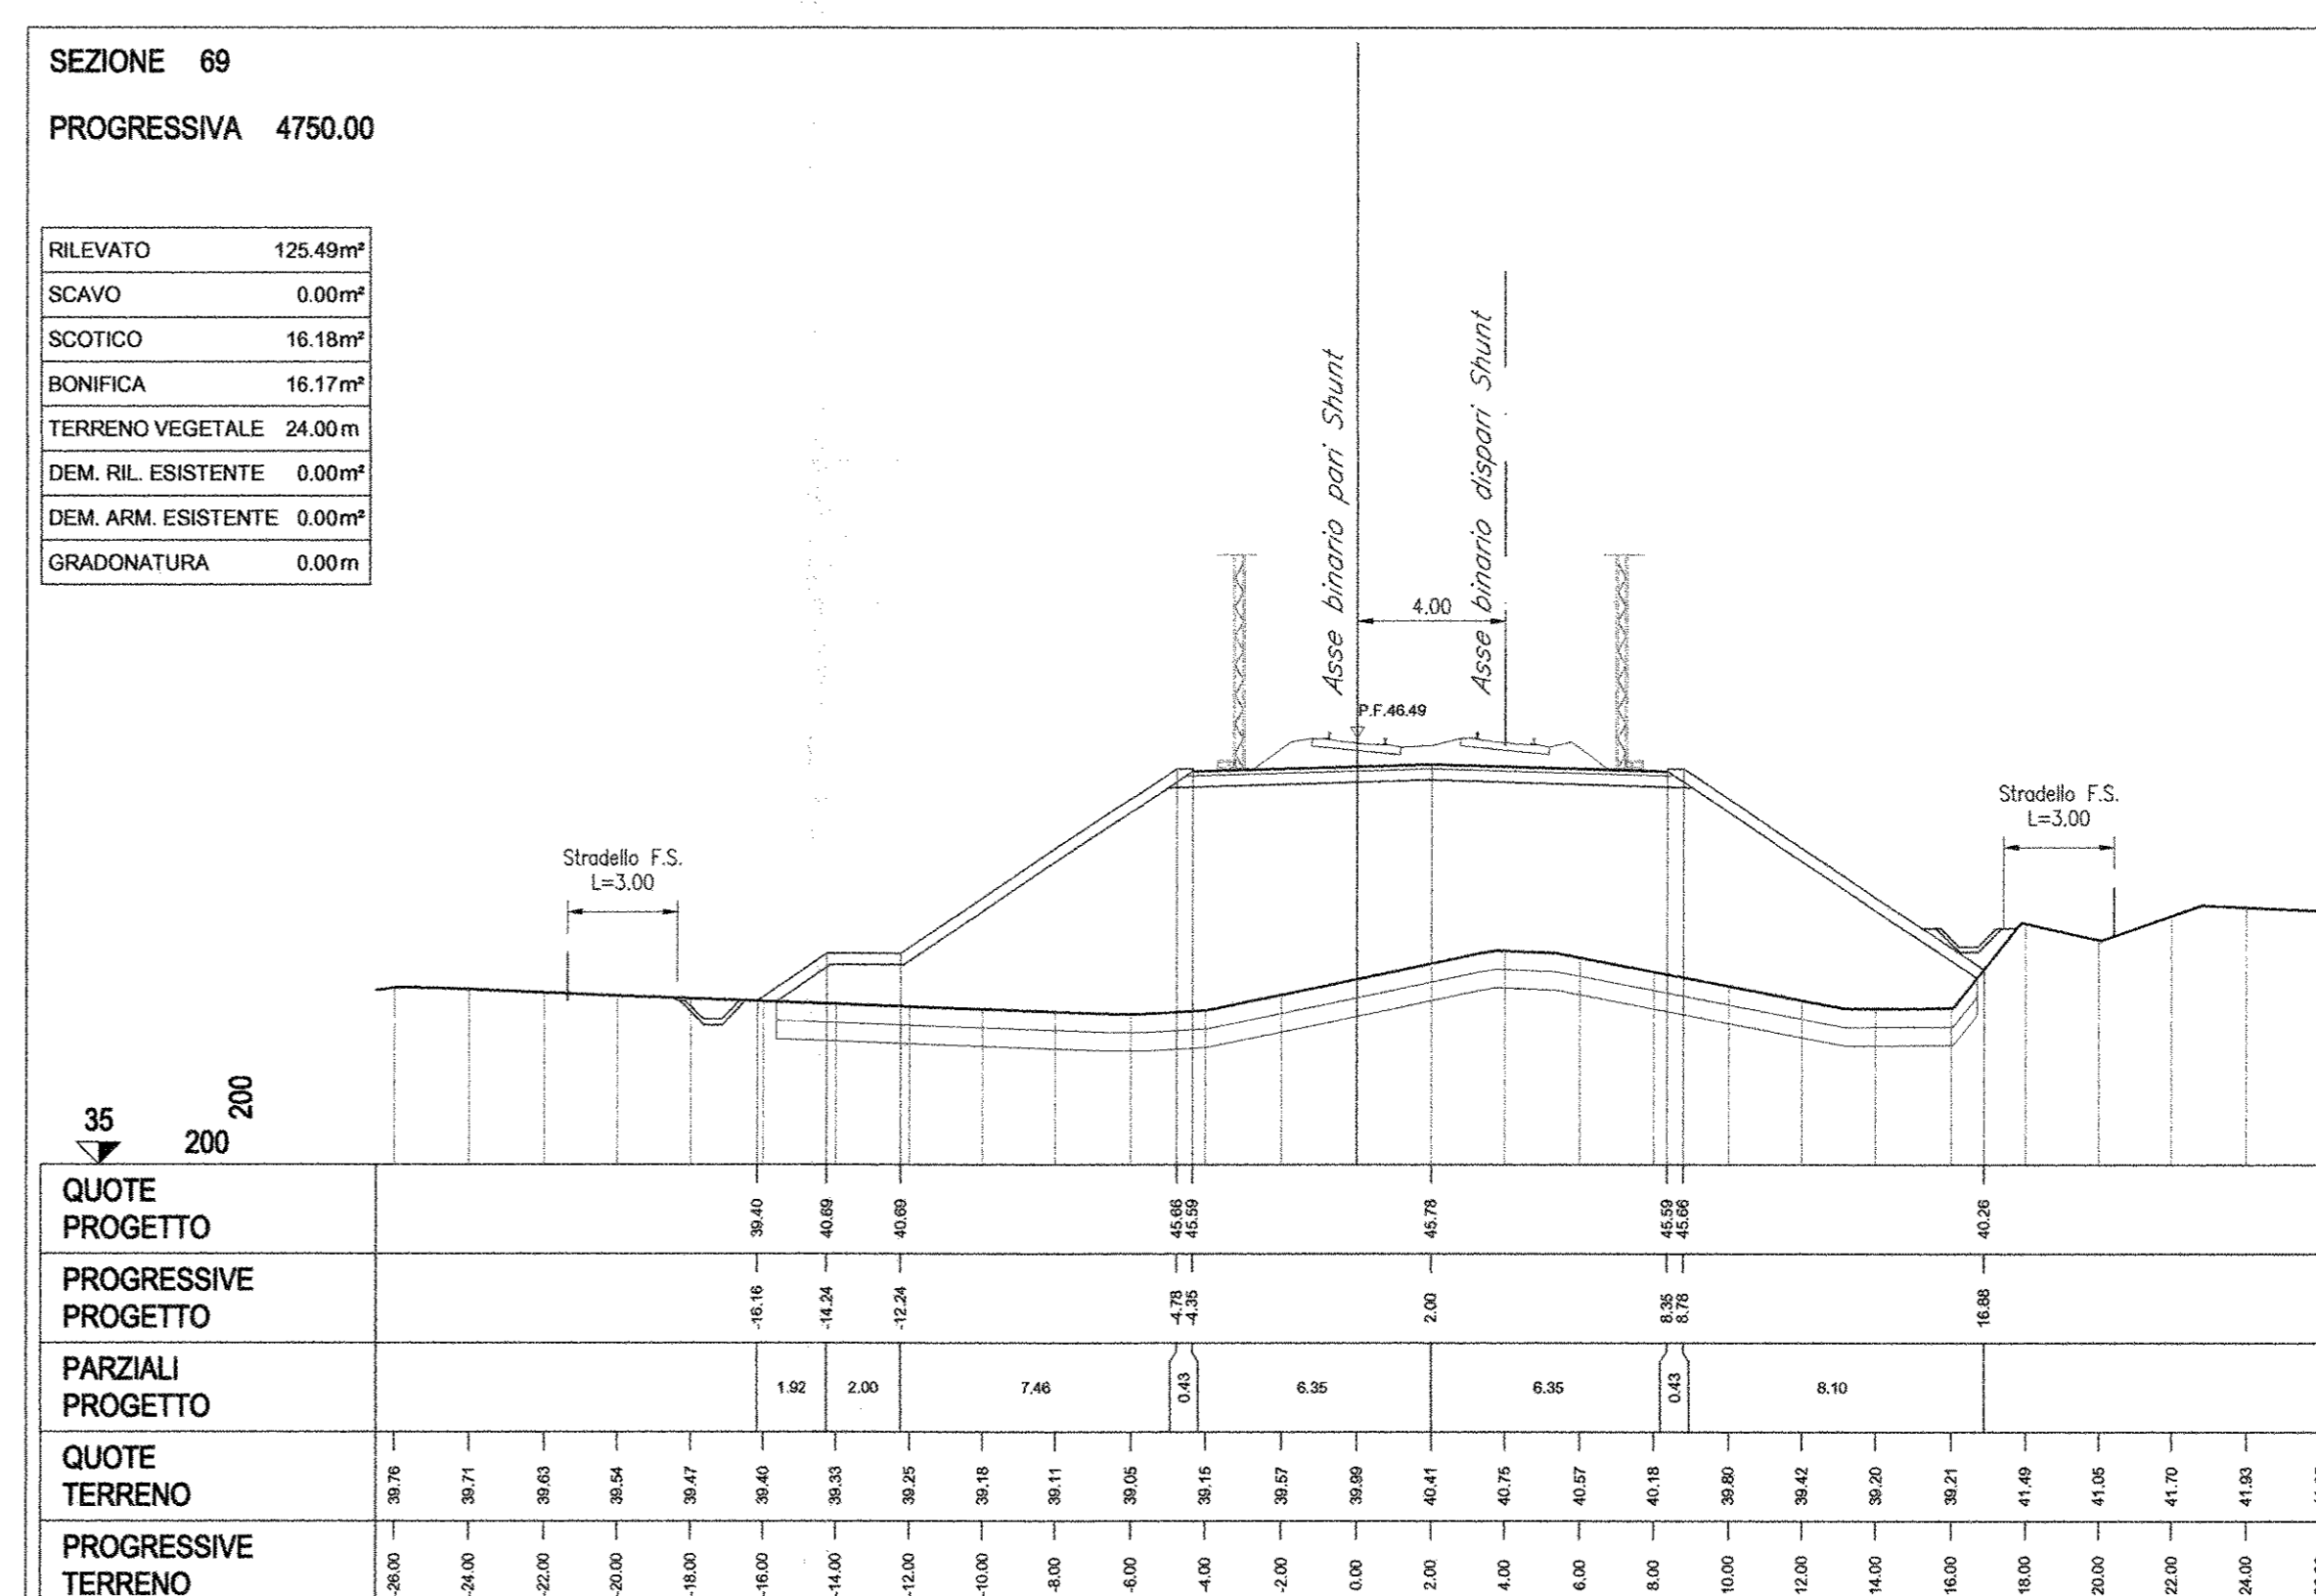 SEZIONE 69
PROGRESSIVA 4750.00
RILEVATO 125.49m²
SCAVO 0.00m²
SCOTICO 16.18m²
BONIFICA 16.17m²
TERRENO VEGETALE 24.00m
DEM. RIL. ESISTENTE 0.00m²
DEM. ARM. ESISTENTE 0.00m²
GRADONATURA 0.00m
Asse binario pari Shunt
Asse binario dispari Shunt
4.00
P.F.46.49
Stradello F.S.
L=3.00
Stradello F.S.
L=3.00
35
200
200
QUOTE
PROGETTO
39.40 40.69 40.69 45.66 45.59 45.78 45.59 45.66 40.26
PROGRESSIVE
PROGETTO
-16.16 -14.24 -12.24 -4.78 -4.35 2.00 8.35 8.78 16.88
PARZIALI
PROGETTO
1.92 2.00 7.46 0.43 6.35 6.35 0.43 8.10
QUOTE
TERRENO
39.76 39.71 39.63 39.54 39.47 39.40 39.33 39.25 39.18 39.11 39.05 39.15 39.57 39.99 40.41 40.75 40.57 40.18 39.80 39.42 39.20 39.21 41.49 41.05 41.70 41.93
PROGRESSIVE
TERRENO
-26.00 -24.00 -22.00 -20.00 -18.00 -16.00 -14.00 -12.00 -10.00 -8.00 -6.00 -4.00 -2.00 0.00 2.00 4.00 6.00 8.00 10.00 12.00 14.00 16.00 18.00 20.00 22.00 24.00